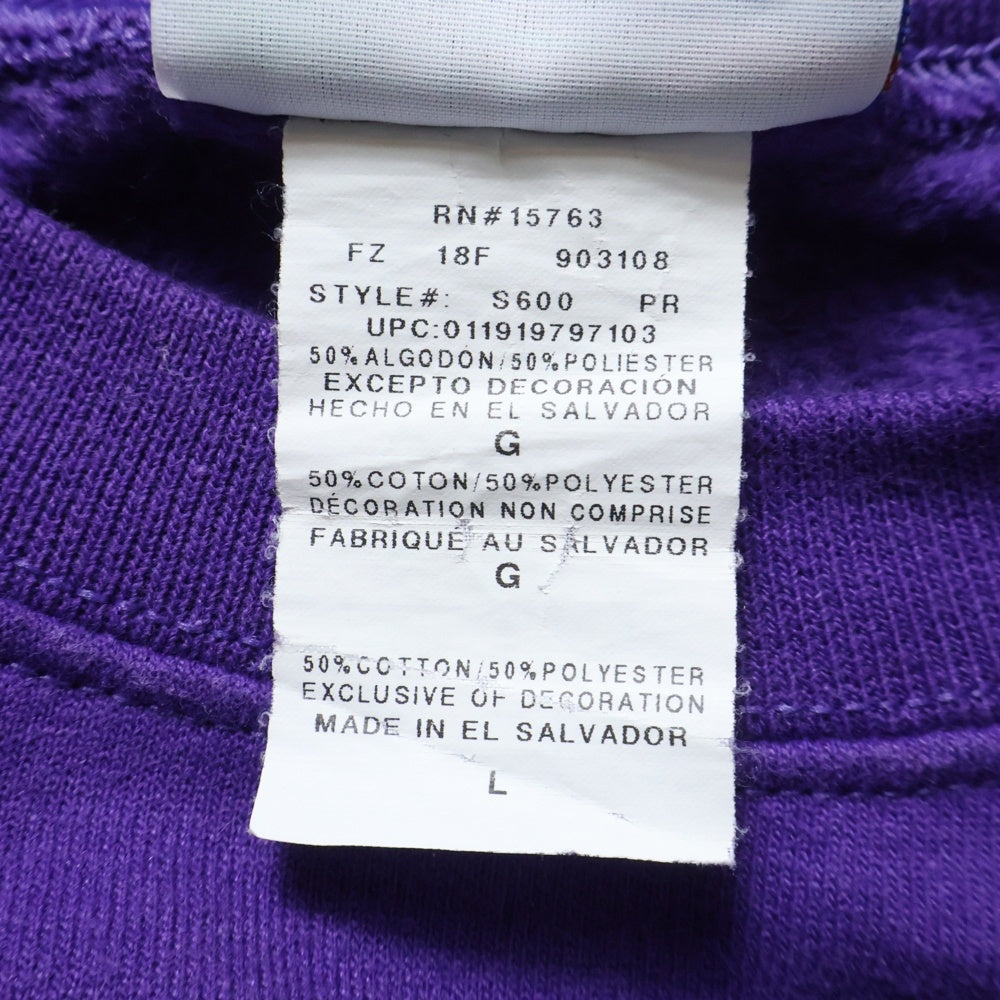 RN#15763
FZ 18F 903108
STYLE#: S600 PR
UPC:011919797103
50%ALGODON/50%POLIESTER
EXCEPTO DECORACIÓN
HECHO EN EL SALVADOR
G
50%COTON/50%POLYESTER
DÉCORATION NON COMPRISE
FABRIQUÉ AU SALVADOR
G
50%COTTON/50%POLYESTER
EXCLUSIVE OF DECORATION
MADE IN EL SALVADOR
L